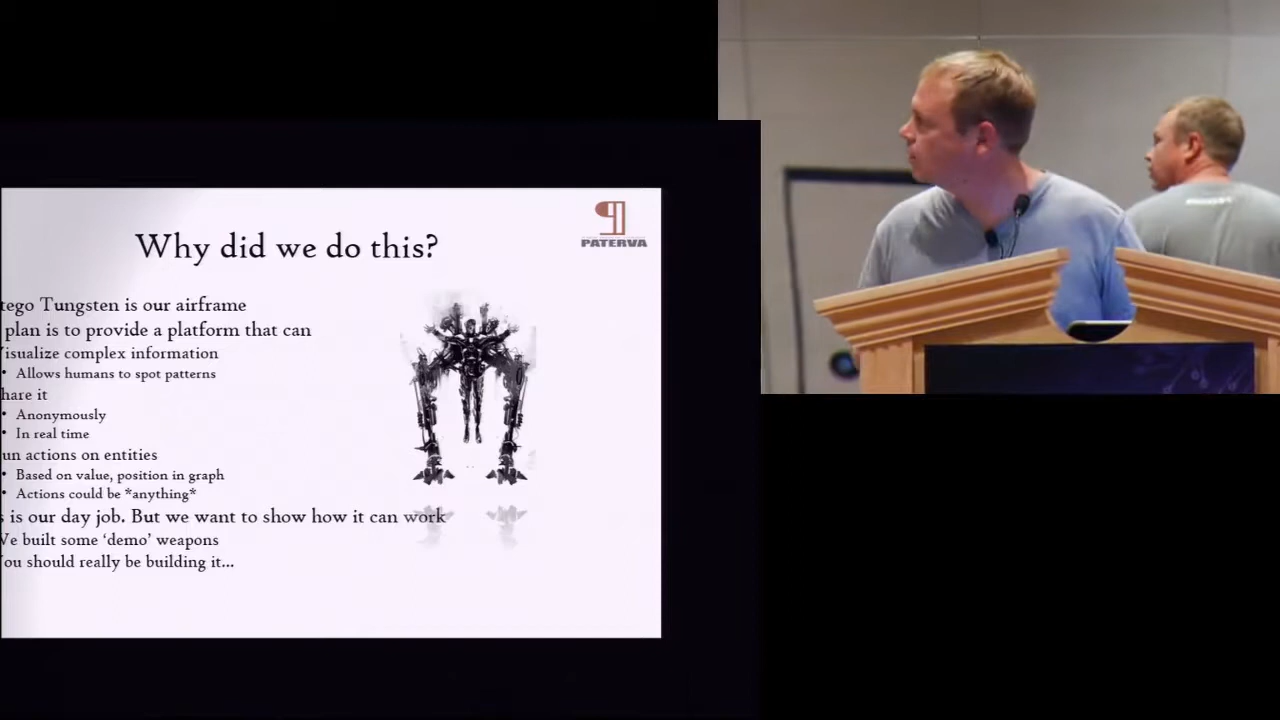 Why did we do this?
PATERVA
tego Tungsten is our airframe
plan is to provide a platform that can
Visualize complex information
• Allows humans to spot patterns
hare it
• Anonymously
• In real time
un actions on entities
• Based on value, position in graph
• Actions could be *anything*
s is our day job. But we want to show how it can work
We built some ‘demo’ weapons
You should really be building it...